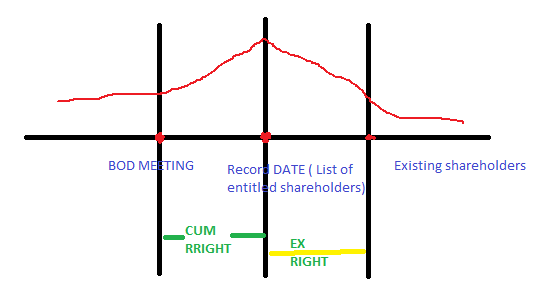 BOD MEETING
Record DATE ( List of
entitled shareholders)
Existing shareholders
CUM
RRIGHT
EX
RIGHT